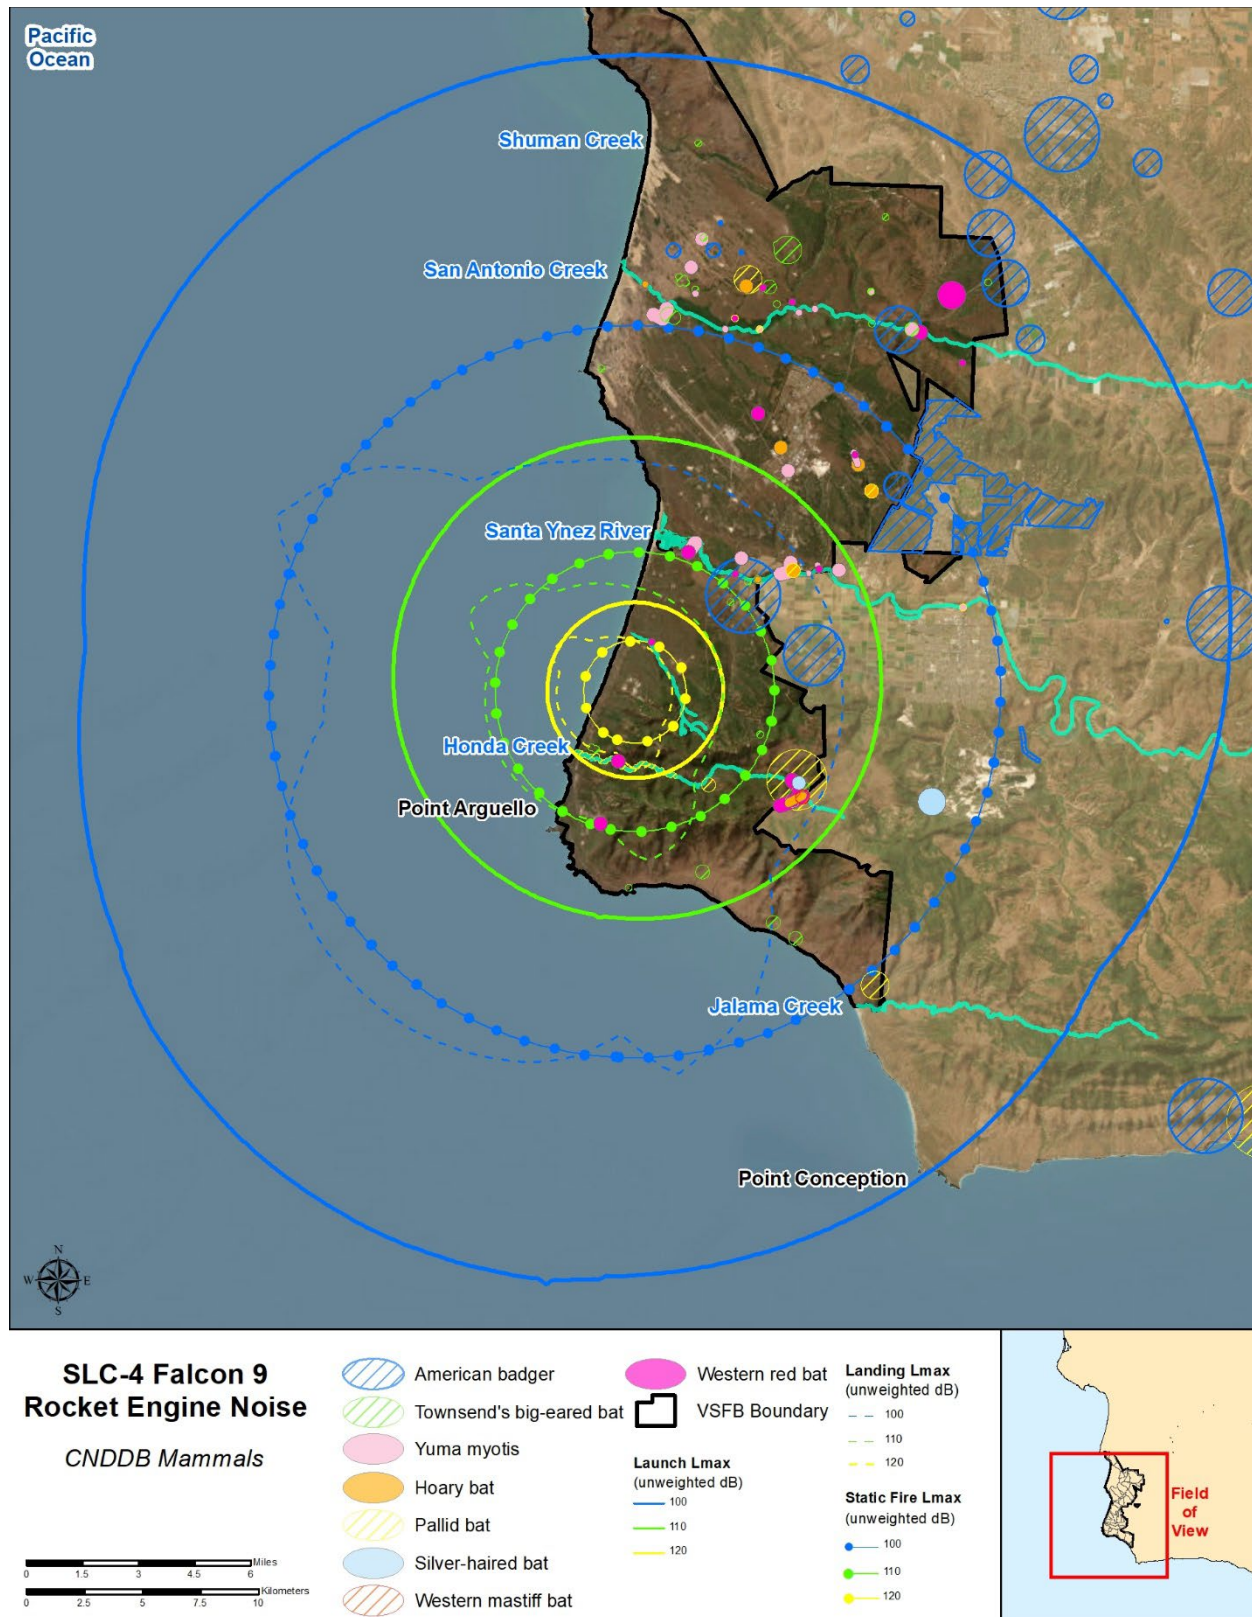 Pacific
Ocean
Shuman Creek
San Antonio Creek
Santa Ynez River
Honda Creek
Point Arguello
Jalama Creek
Point Conception
N
W
E
S
SLC-4 Falcon 9
Rocket Engine Noise
CNDDB Mammals
Miles
0 1.5 3 4.5 6
Kilometers
0 2.5 5 7.5 10
American badger
Townsend's big-eared bat
Yuma myotis
Hoary bat
Pallid bat
Silver-haired bat
Western mastiff bat
Western red bat
VSFB Boundary
Launch Lmax
(unweighted dB)
100
110
120
Landing Lmax
(unweighted dB)
100
110
120
Static Fire Lmax
(unweighted dB)
100
110
120
Field
of
View